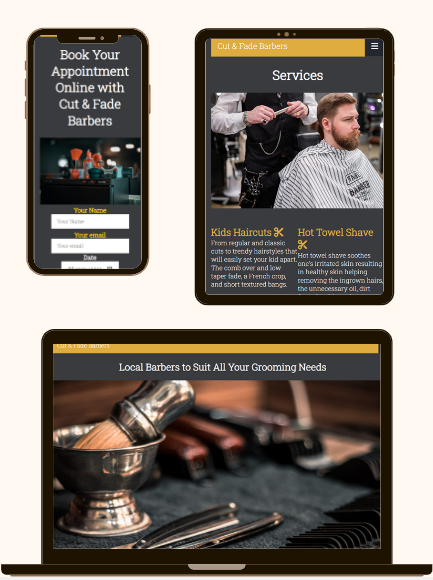 Book Your
Appointment
Online with
Cut & Fade
Barbers
Your Name
Your Name
Your email
Your email
Date
Cut & Fade Barbers
Services
Kids Haircuts
From regular and classic
cuts to trendy hairstyles that
will easily set your kid apart.
The comb over and low
taper fade, a French crop,
and short textured bangs.
Hot Towel Shave
Hot towel shave soothes
one's irritated skin resulting
in healthy skin helping
removing the ingrown hairs,
the unnecessary oil, dirt
Cut & Fade Barbers
Local Barbers to Suit All Your Grooming Needs